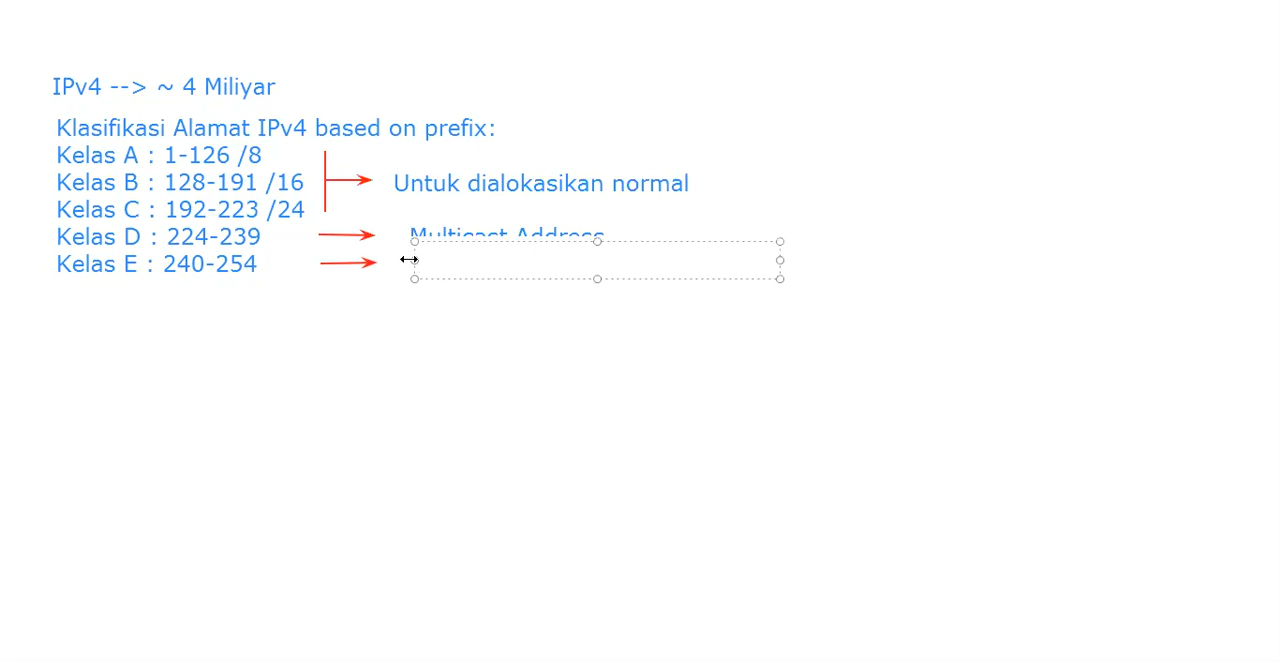 IPv4 --> ~ 4 Miliyar
Klasifikasi Alamat IPv4 based on prefix:
Kelas A : 1-126 /8
Kelas B : 128-191 /16
Untuk dialokasikan normal
Kelas C : 192-223 /24
Kelas D : 224-239
Multicast Address
Kelas E : 240-254